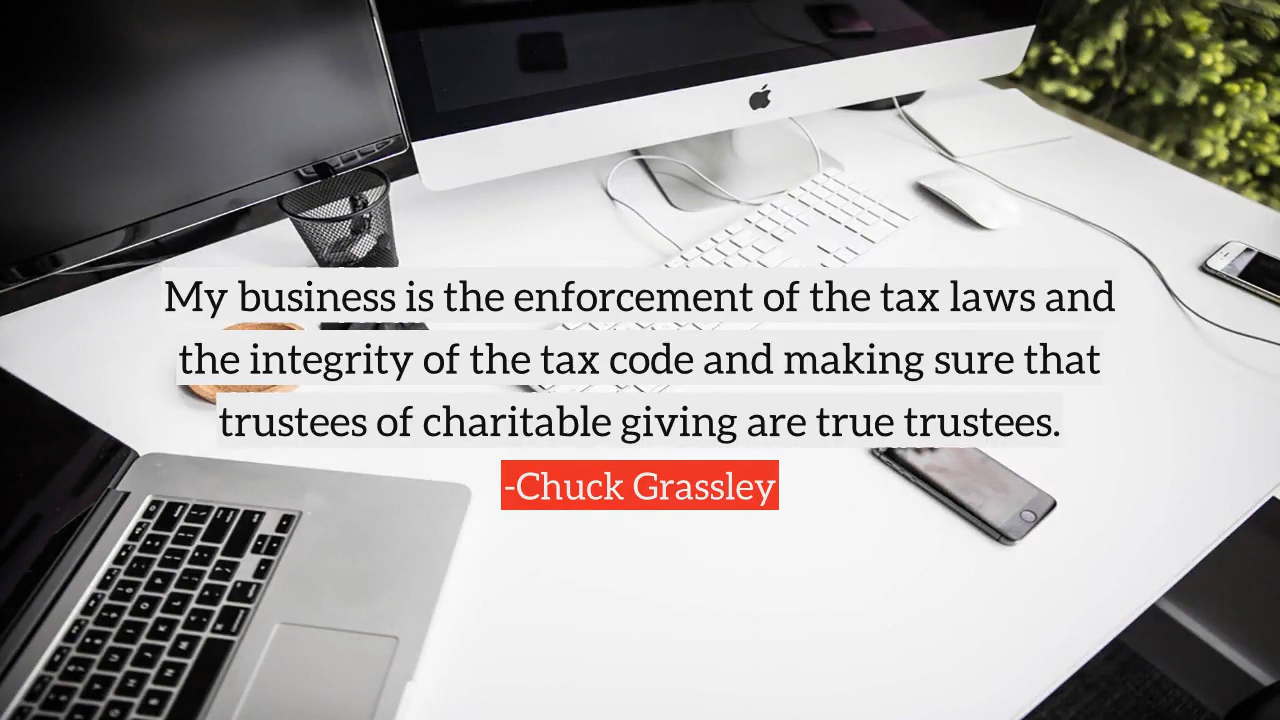 My business is the enforcement of the tax laws and
the integrity of the tax code and making sure that
trustees of charitable giving are true trustees.
-Chuck Grassley